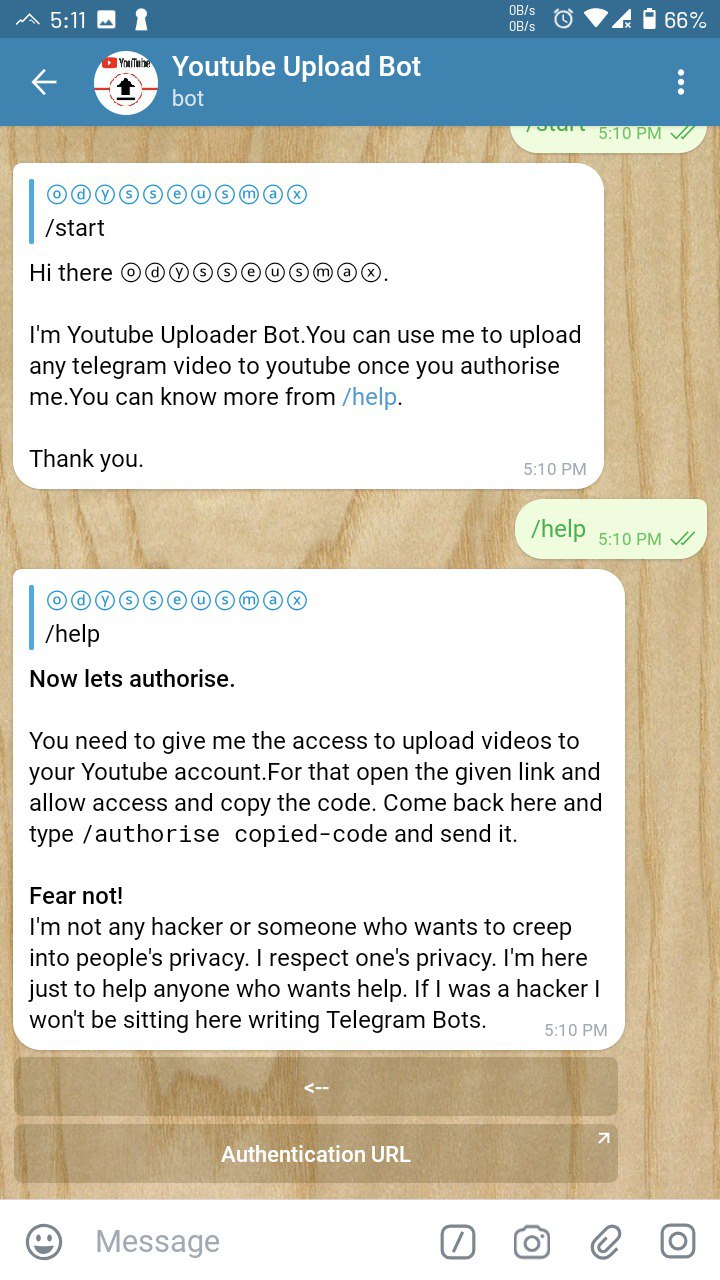 5:11
0B/s
0B/s
66%
YouTube
Youtube Upload Bot
bot
/start 5:10 PM
ⓞⓓⓨⓢⓢⓔⓤⓢⓜⓐⓧ
/start
Hi there ⓞⓓⓨⓢⓢⓔⓤⓢⓜⓐⓧ.
I'm Youtube Uploader Bot.You can use me to upload
any telegram video to youtube once you authorise
me.You can know more from /help.
Thank you.
5:10 PM
/help 5:10 PM
ⓞⓓⓨⓢⓢⓔⓤⓢⓜⓐⓧ
/help
Now lets authorise.
You need to give me the access to upload videos to
your Youtube account.For that open the given link and
allow access and copy the code. Come back here and
type /authorise copied-code and send it.
Fear not!
I'm not any hacker or someone who wants to creep
into people's privacy. I respect one's privacy. I'm here
just to help anyone who wants help. If I was a hacker I
won't be sitting here writing Telegram Bots.
5:10 PM
<--
Authentication URL
Message